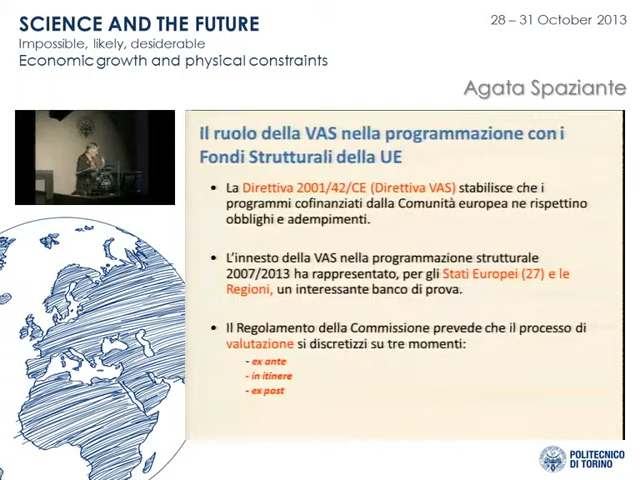 SCIENCE AND THE FUTURE
Impossible, likely, desiderable
Economic growth and physical constraints
28 – 31 October 2013
Agata Spaziante
Il ruolo della VAS nella programmazione con i
Fondi Strutturali della UE
• La Direttiva 2001/42/CE (Direttiva VAS) stabilisce che i
programmi cofinanziati dalla Comunità europea ne rispettino
obblighi e adempimenti.
• L'innesto della VAS nella programmazione strutturale
2007/2013 ha rappresentato, per gli Stati Europei (27) e le
Regioni, un interessante banco di prova.
• Il Regolamento della Commissione prevede che il processo di
valutazione si discretizzi su tre momenti:
- ex ante
- in itinere
- ex post
POLITECNICO
DI TORINO